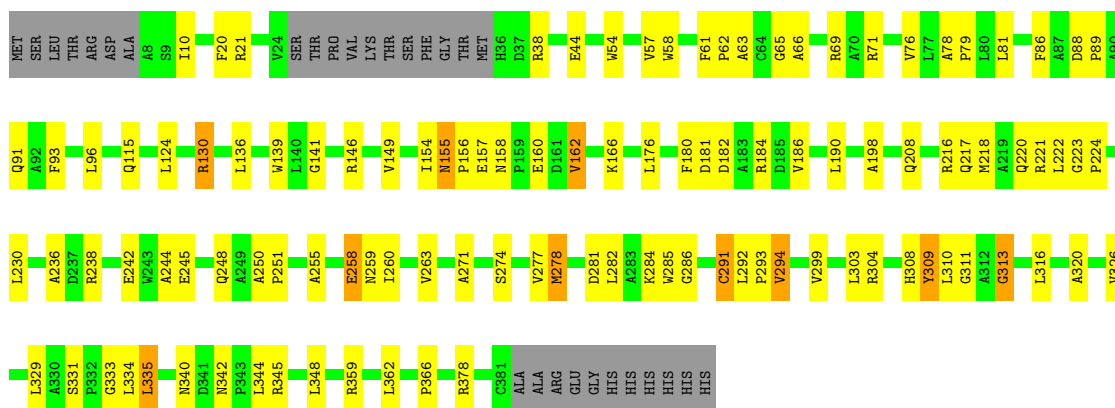 MET SER LEU THR ARG ASP ALA A8 S9 I10 F20 R21 V24 SER THR PRO VAL LYS THR SER PHE GLY THR MET H36 D37 R38 E44 W54 V57 W58 F61 P62 A63 C64 G65 A66 R69 A70 R71 V76 L77 A78 P79 L80 L81 F86 A87 D88 P89 A90
Q91 A92 F93 L96 Q115 L124 R130 L136 W139 L140 G141 R146 V149 I154 N155 P156 E157 N158 P159 E160 D161 V162 K166 L176 F180 D181 D182 A183 R184 D185 V186 L190 A198 Q208 R216 Q217 M218 A219 Q220 R221 L222 G223 P224
L230 A236 D237 R238 E242 W243 A244 E245 Q248 A249 A250 P251 A255 E258 N259 I260 V263 A271 S274 V277 M278 D281 L282 A283 K284 W285 G286 C291 L292 P293 V294 V299 L303 R304 H308 Y309 L310 G311 A312 G313 L316 A320 V326
L329 A330 S331 P332 G333 L334 L335 N340 D341 N342 P343 L344 R345 L348 R359 L362 P366 R378 C381 ALA ALA ARG GLU GLY HIS HIS HIS HIS HIS HIS